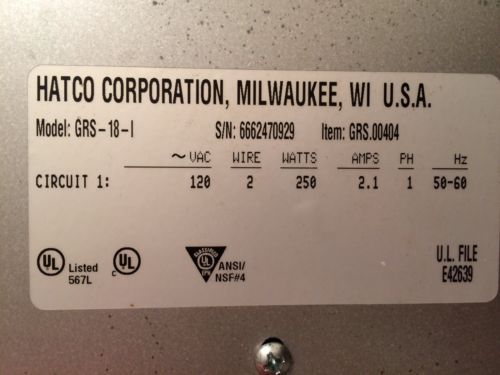 HATCO CORPORATION, MILWAUKEE, WI U.S.A.
Model: GRS-18-I S/N: 6662470929 Item: GRS.00404
~ VAC WIRE WATTS AMPS PH Hz
CIRCUIT 1: 120 2 250 2.1 1 50-60
UL Listed 567L
C UL
CLASSIFIED UL EPH ANSI/ NSF#4
U.L. FILE
E42639